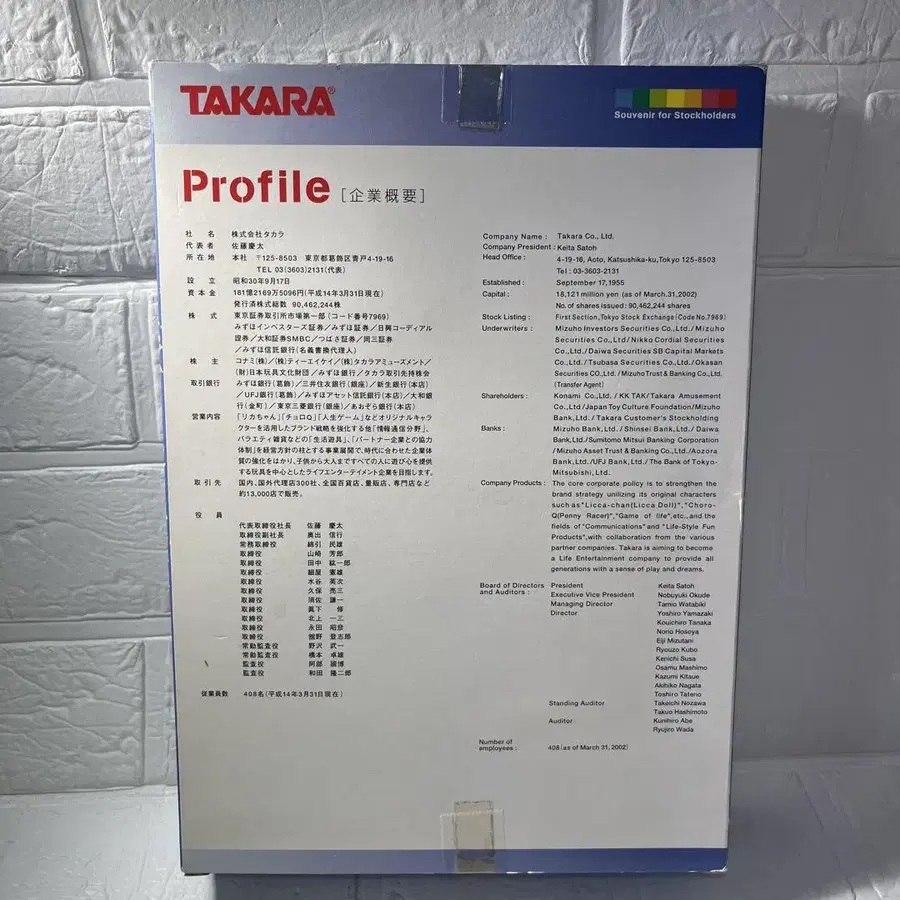 TAKARA®
Souvenir for Stockholders
Profile [企業概要]
社 名 株式会社タカラ
代表者 佐藤慶太
所在地 本社 〒125-8503 東京都葛飾区青戸4-19-16
TEL 03(3603)2131(代表)
設 立 昭和30年9月17日
資本金 181億2169万5096円(平成14年3月31日現在)
発行済株式総数 90,462,244株
株 式 東京証券取引所市場第一部(コード番号7969)
みずほインベスターズ証券/みずほ証券/日興コーディアル
証券/大和証券SMBC/つばさ証券/岡三証券
/みずほ信託銀行(名義書換代理人)
株 主 コナミ(株)/(株)ティーエイケイ/(株)タカラアミューズメント/
(財)日本玩具文化財団/みずほ銀行/タカラ取引先持株会
取引銀行 みずほ銀行(葛飾)/三井住友銀行(銀座)/新生銀行(本店)
/UFJ銀行(葛飾)/みずほアセット信託銀行(本店)/大和銀
行(金町)/東京三菱銀行(銀座)/あおぞら銀行(本店)
営業内容 「リカちゃん」「チョロQ」「人生ゲーム」などオリジナルキャラ
クターを活用したブランド戦略を強化する他「情報通信分野」、
バラエティ雑貨などの「生活遊具」、「パートナー企業との協力
体制」を経営方針の柱とする事業展開で、時代に合わせた企業体
質の強化をはかり、子供から大人まですべての人に遊び心を提供
する玩具を中心としたライフエンターテイメント企業を目指します。
取引先 国内、国外代理店300社、全国百貨店、量販店、専門店など
約13,000店で販売。
役 員
代表取締役社長 佐藤 慶太
取締役副社長 奥出 信行
常務取締役 綿引 民雄
取締役 山崎 芳郎
取締役 田中 紘一郎
取締役 細屋 憲雄
取締役 水谷 英次
取締役 久保 亮三
取締役 須佐 謙一
取締役 眞下 修
取締役 北上 一三
取締役 永田 昭彦
取締役 舘野 登志郎
常勤監査役 野沢 武一
常勤監査役 橋本 卓雄
監査役 阿部 國博
監査役 和田 隆二郎
従業員数 408名(平成14年3月31日現在)
Company Name : Takara Co., Ltd.
Company President : Keita Satoh
Head Office : 4-19-16, Aoto, Katsushika-ku, Tokyo 125-8503
Tel : 03-3603-2131
Established : September 17, 1955
Capital : 18,121 million yen (as of March.31,2002)
No. of shares issued : 90,462,244 shares
Stock Listing : First Section, Tokyo Stock Exchange (Code No.7969)
Underwriters : Mizuho Investors Securities Co.,Ltd./ Mizuho
Securities Co.,Ltd./ Nikko Cordial Securities
Co., Ltd./Daiwa Securities SB Capital Markets
Co., Ltd./Tsubasa Securities Co.,Ltd./Okasan
Securities CO.,Ltd./ Mizuho Trust & Banking Co.,Ltd.
(Transfer Agent)
Shareholders : Konami Co.,Ltd./ KK TAK/Takara Amusement
Co.,Ltd /Japan Toy Culture Foundation/Mizuho
bank,Ltd./ Takara Customer's Stockholding
Banks : Mizuho Bank,Ltd./ Shinsei Bank,Ltd./ Daiwa
Bank,Ltd./Sumitomo Mitsui Banking Corporation
/ Mizuho Asset Trust & Banking Co.,Ltd./Aozora
Bank,Ltd./UFJ Bank,Ltd./ The Bank of Tokyo-
Mitsubishi, Ltd.
Company Products : The core corporate policy is to strengthen the
brand strategy unilizing its original characters
such as"Licca-chan(Licca Doll)","Choro-
Q(Penny Racer)","Game of life",etc.,and the
fields of "Communications" and "Life-Style Fun
Products",with collaboration from the various
partner companies. Takara is aiming to become
a Life Entertainment company to provide all
generations with a sense of play and dreams.
Board of Directors and Auditors : President Keita Satoh
Executive Vice President Nobuyuki Okude
Managing Director Tamio Watabiki
Director Yoshiro Yamazaki
Kouichiro Tanaka
Norio Hosoya
Eiji Mizutani
Ryouzo Kubo
Kenichi Susa
Osamu Mashimo
Kazumi Kitaue
Akihiko Nagata
Toshiro Tateno
Standing Auditor Takeichi Nozawa
Takuo Hashimoto
Auditor Kunihiro Abe
Ryujiro Wada
Number of employees : 408(as of March 31, 2002)